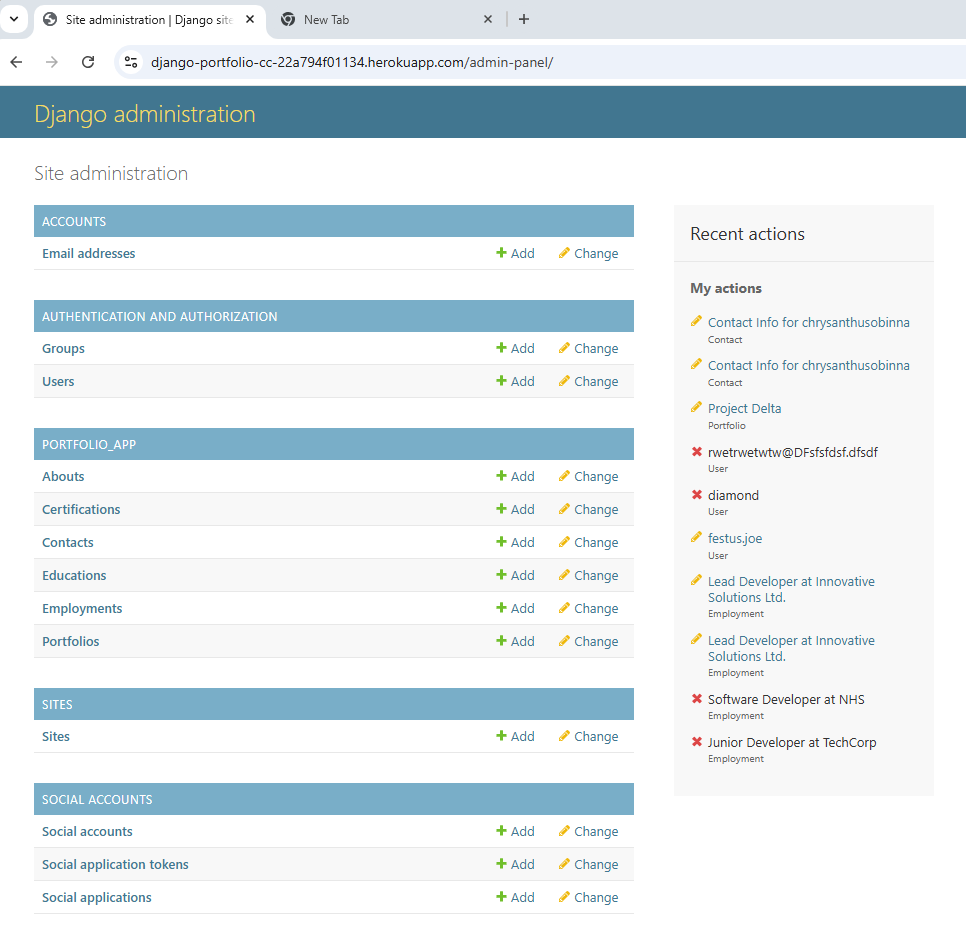 Site administration | Django site
New Tab
django-portfolio-cc-22a794f01134.herokuapp.com/admin-panel/
Django administration
Site administration
ACCOUNTS
Email addresses Add Change
AUTHENTICATION AND AUTHORIZATION
Groups Add Change
Users Add Change
PORTFOLIO_APP
Abouts Add Change
Certifications Add Change
Contacts Add Change
Educations Add Change
Employments Add Change
Portfolios Add Change
SITES
Sites Add Change
SOCIAL ACCOUNTS
Social accounts Add Change
Social application tokens Add Change
Social applications Add Change
Recent actions
My actions
Contact Info for chrysanthusobinna
Contact
Contact Info for chrysanthusobinna
Contact
Project Delta
Portfolio
rwetrwetwtw@DFsfsfdsf.dfsdf
User
diamond
User
festus.joe
User
Lead Developer at Innovative
Solutions Ltd.
Employment
Lead Developer at Innovative
Solutions Ltd.
Employment
Software Developer at NHS
Employment
Junior Developer at TechCorp
Employment